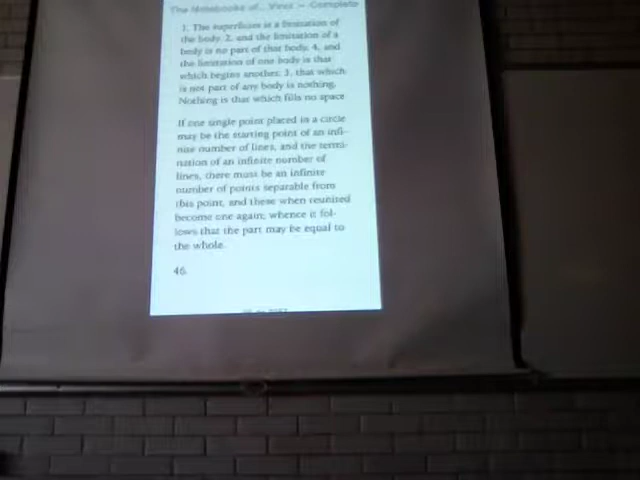 The Notebooks of... Vinci — Complete
1. The superficies is a limitation of
the body. 2, and the limitation of a
body is no part of that body. 4, and
the limitation of one body is that
which begins another. 3, that which
is not part of any body is nothing.
Nothing is that which fills no space.
If one single point placed in a circle
may be the starting point of an infi-
nite number of lines, and the termi-
nation of an infinite number of
lines, there must be an infinite
number of points separable from
this point, and these when reunited
become one again; whence it fol-
lows that the part may be equal to
the whole.
46.